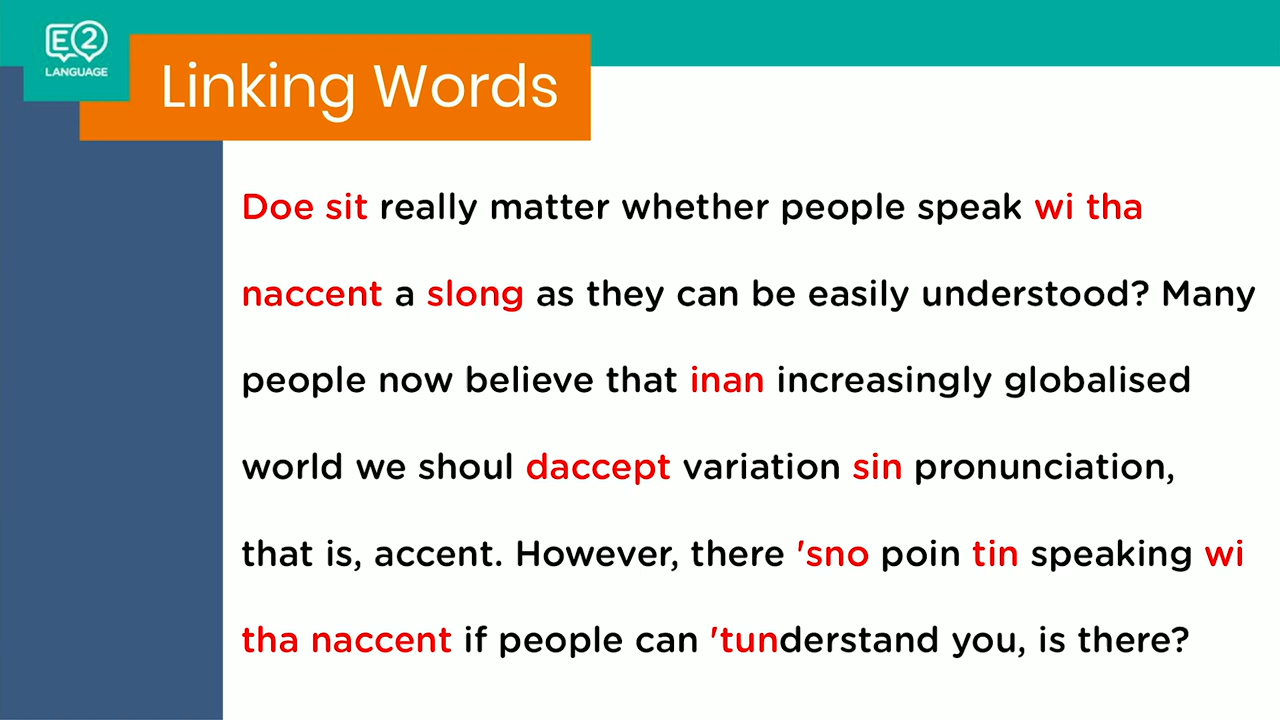 E2
LANGUAGE
Linking Words
Doe sit really matter whether people speak wi tha
naccent a slong as they can be easily understood? Many
people now believe that inan increasingly globalised
world we shoul daccept variation sin pronunciation,
that is, accent. However, there 'sno poin tin speaking wi
tha naccent if people can 'tunderstand you, is there?